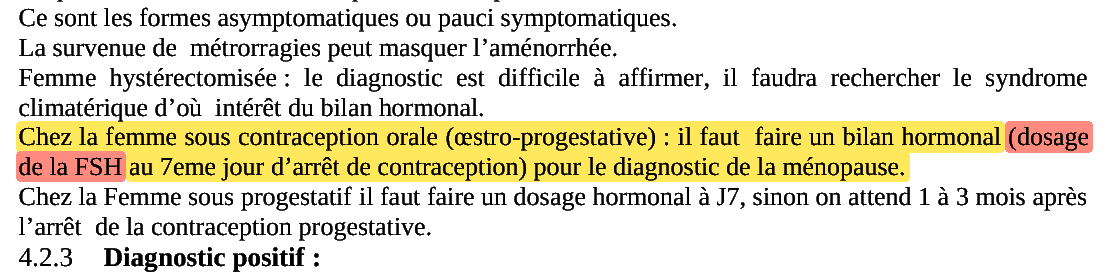 Ce sont les formes asymptomatiques ou pauci symptomatiques.
La survenue de métrorragies peut masquer l’aménorrhée.
Femme hystérectomisée : le diagnostic est difficile à affirmer, il faudra rechercher le syndrome
climatérique d’où intérêt du bilan hormonal.
Chez la femme sous contraception orale (œstro-progestative) : il faut faire un bilan hormonal (dosage
de la FSH au 7eme jour d’arrêt de contraception) pour le diagnostic de la ménopause.
Chez la Femme sous progestatif il faut faire un dosage hormonal à J7, sinon on attend 1 à 3 mois après
l’arrêt de la contraception progestative.
4.2.3 Diagnostic positif :